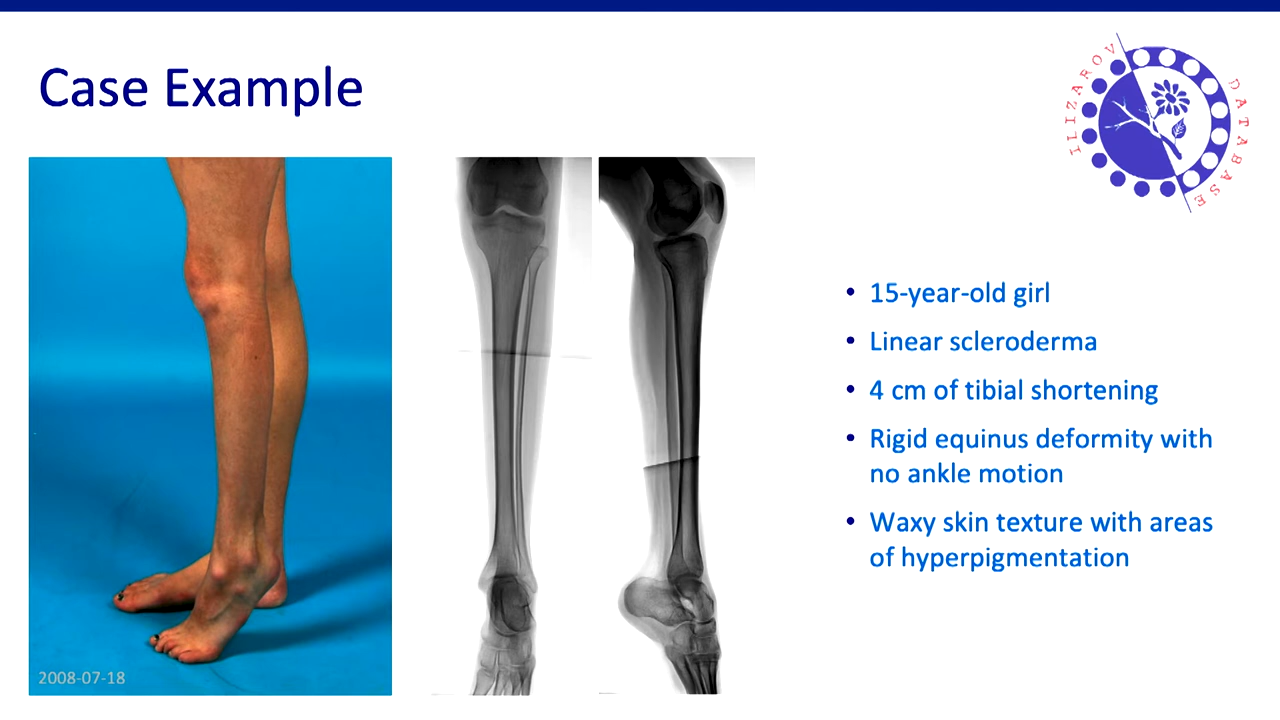 Case Example
ILIZAROV DATABASE
• 15-year-old girl
• Linear scleroderma
• 4 cm of tibial shortening
• Rigid equinus deformity with
no ankle motion
• Waxy skin texture with areas
of hyperpigmentation
2008-07-18